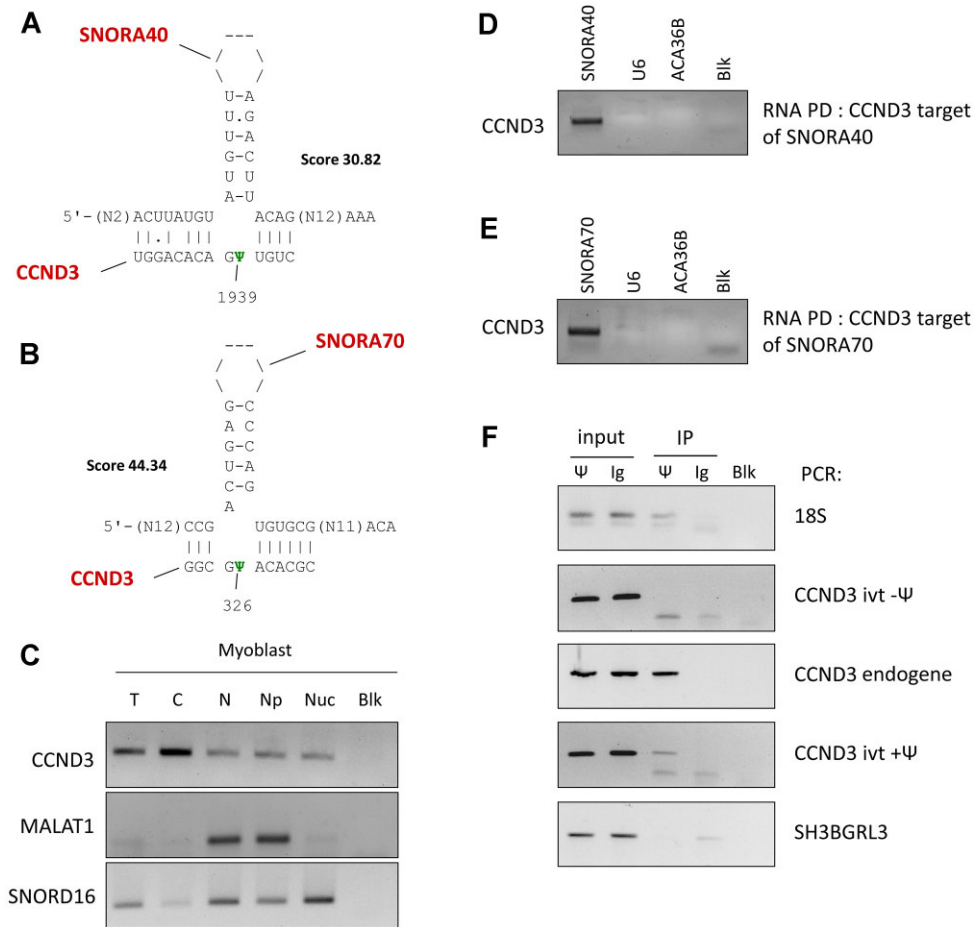 A
SNORA40
---
/ \
\ /
U-A
U.G
U A
G C
U U
A-U
Score 30.82
5'-(N2)ACUUAUGU ACAG(N12)AAA
||.| ||| ||||
UGGACACA GΨ UGUC
CCND3
1939
B
SNORA70
---
/ \
\ /
G-C
A C
G C
U A
C G
A
Score 44.34
5'-(N12)CCG UGUGCG(N11)ACA
||| ||||||
GGC GΨ ACACGC
CCND3
326
C
Myoblast
T C N Np Nuc Blk
CCND3
MALAT1
SNORD16
D
SNORA40
U6
ACA36B
Blk
CCND3
RNA PD : CCND3 target
of SNORA40
E
SNORA70
U6
ACA36B
Blk
CCND3
RNA PD : CCND3 target
of SNORA70
F
input IP
Ψ Ig Ψ Ig Blk PCR:
18S
CCND3 ivt -Ψ
CCND3 endogene
CCND3 ivt +Ψ
SH3BGRL3